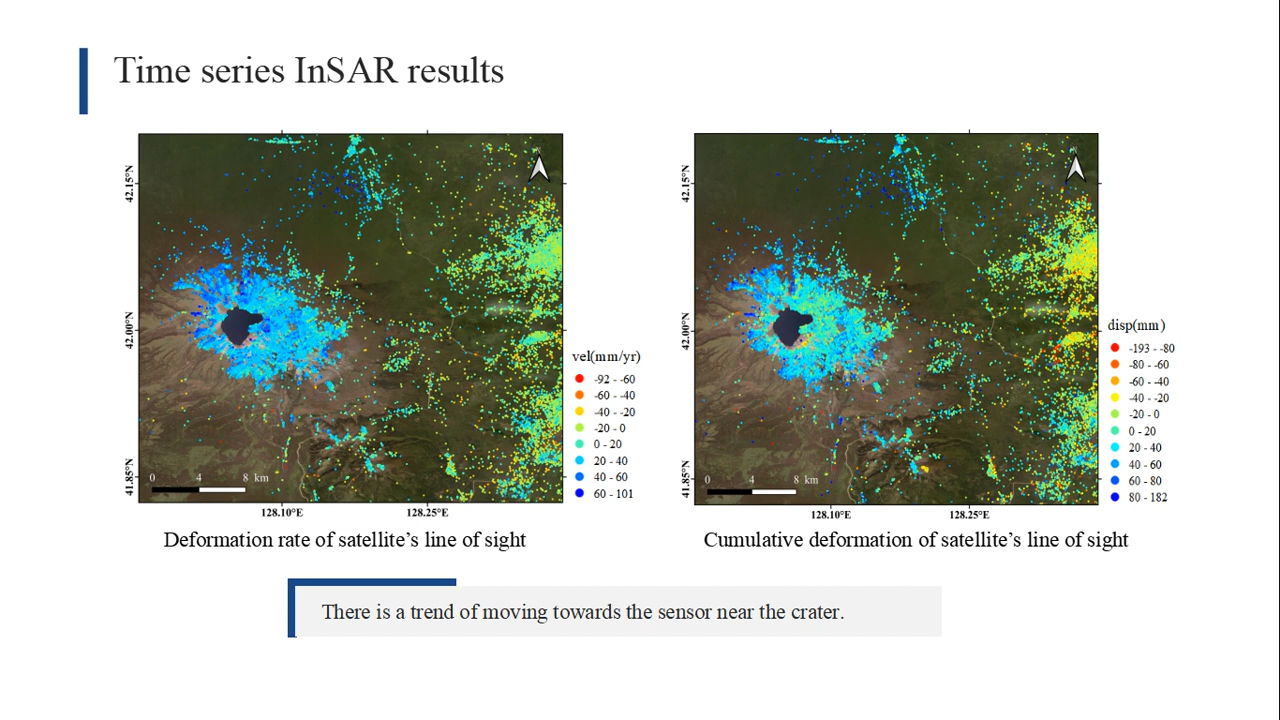 Time series InSAR results
42.15°N
42.00°N
41.85°N
128.10°E
128.25°E
0 4 8 km
N
vel(mm/yr)
-92 - -60
-60 - -40
-40 - -20
-20 - 0
0 - 20
20 - 40
40 - 60
60 - 101
Deformation rate of satellite's line of sight
42.15°N
42.00°N
41.85°N
128.10°E
128.25°E
0 4 8 km
N
disp(mm)
-193 - -80
-80 - -60
-60 - -40
-40 - -20
-20 - 0
0 - 20
20 - 40
40 - 60
60 - 80
80 - 182
Cumulative deformation of satellite's line of sight
There is a trend of moving towards the sensor near the crater.